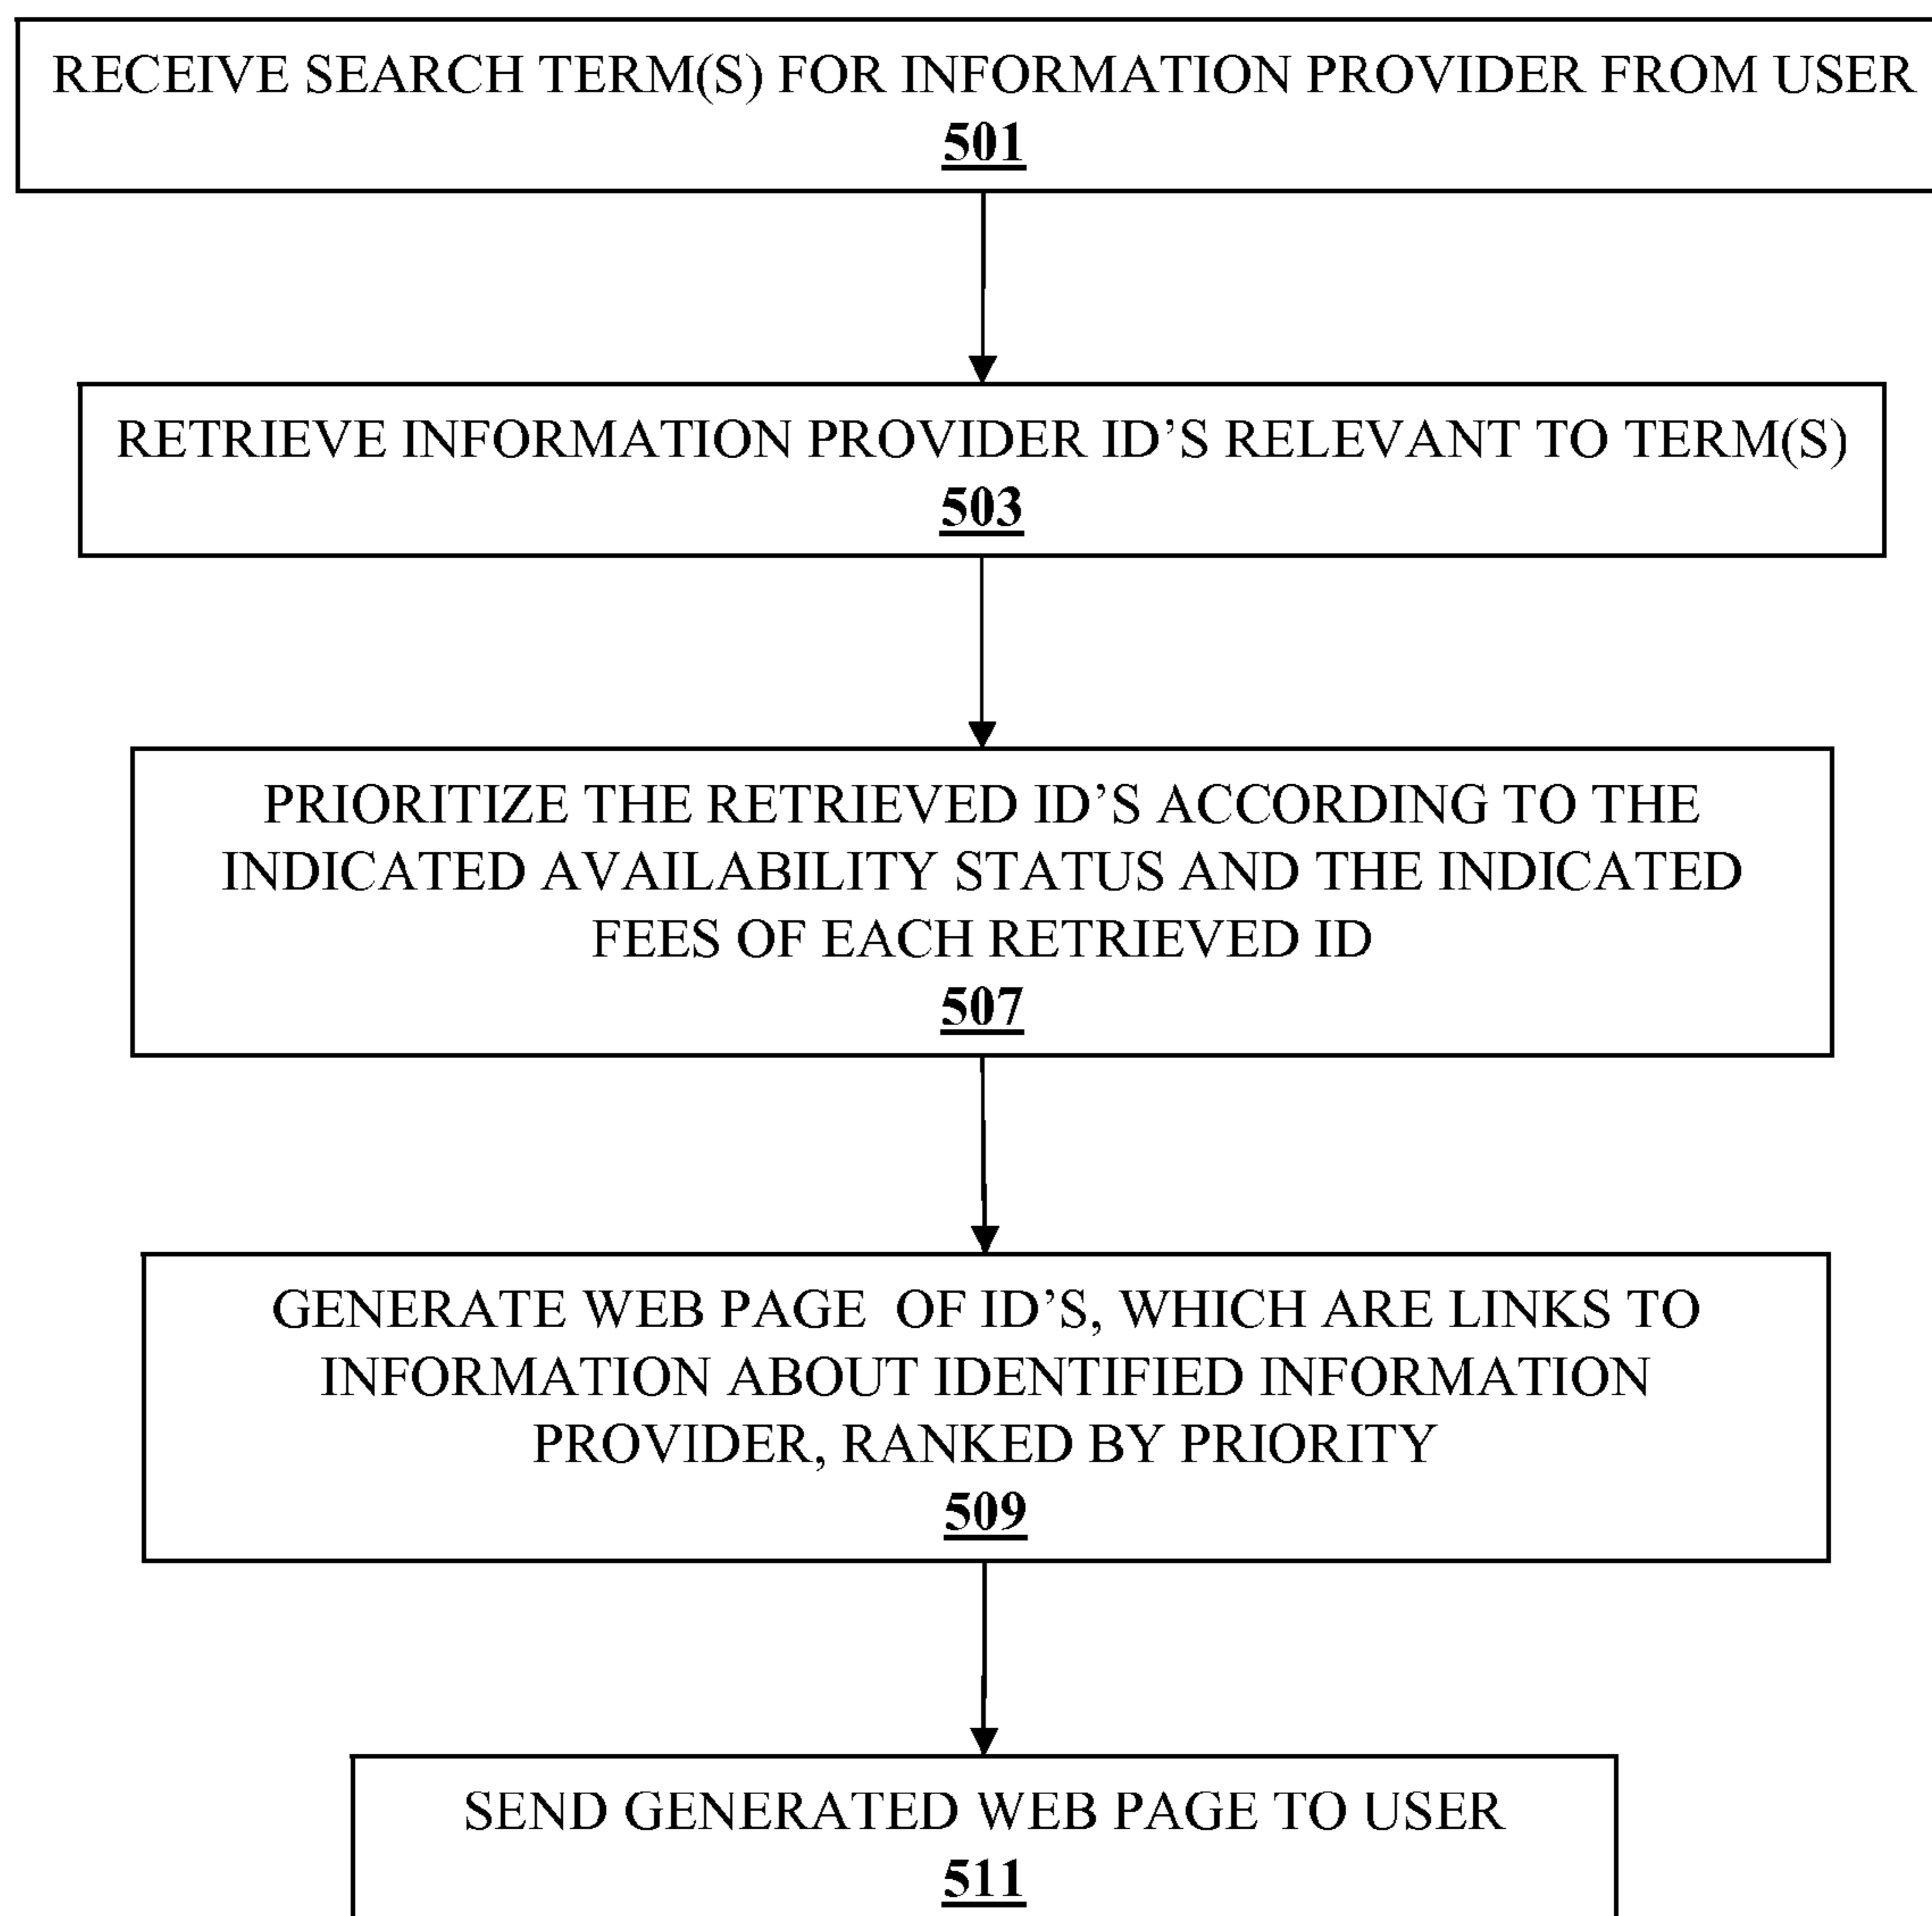 RECEIVE SEARCH TERM(S) FOR INFORMATION PROVIDER FROM USER
501
RETRIEVE INFORMATION PROVIDER ID’S RELEVANT TO TERM(S)
503
PRIORITIZE THE RETRIEVED ID’S ACCORDING TO THE
INDICATED AVAILABILITY STATUS AND THE INDICATED
FEES OF EACH RETRIEVED ID
507
GENERATE WEB PAGE OF ID’S, WHICH ARE LINKS TO
INFORMATION ABOUT IDENTIFIED INFORMATION
PROVIDER, RANKED BY PRIORITY
509
SEND GENERATED WEB PAGE TO USER
511